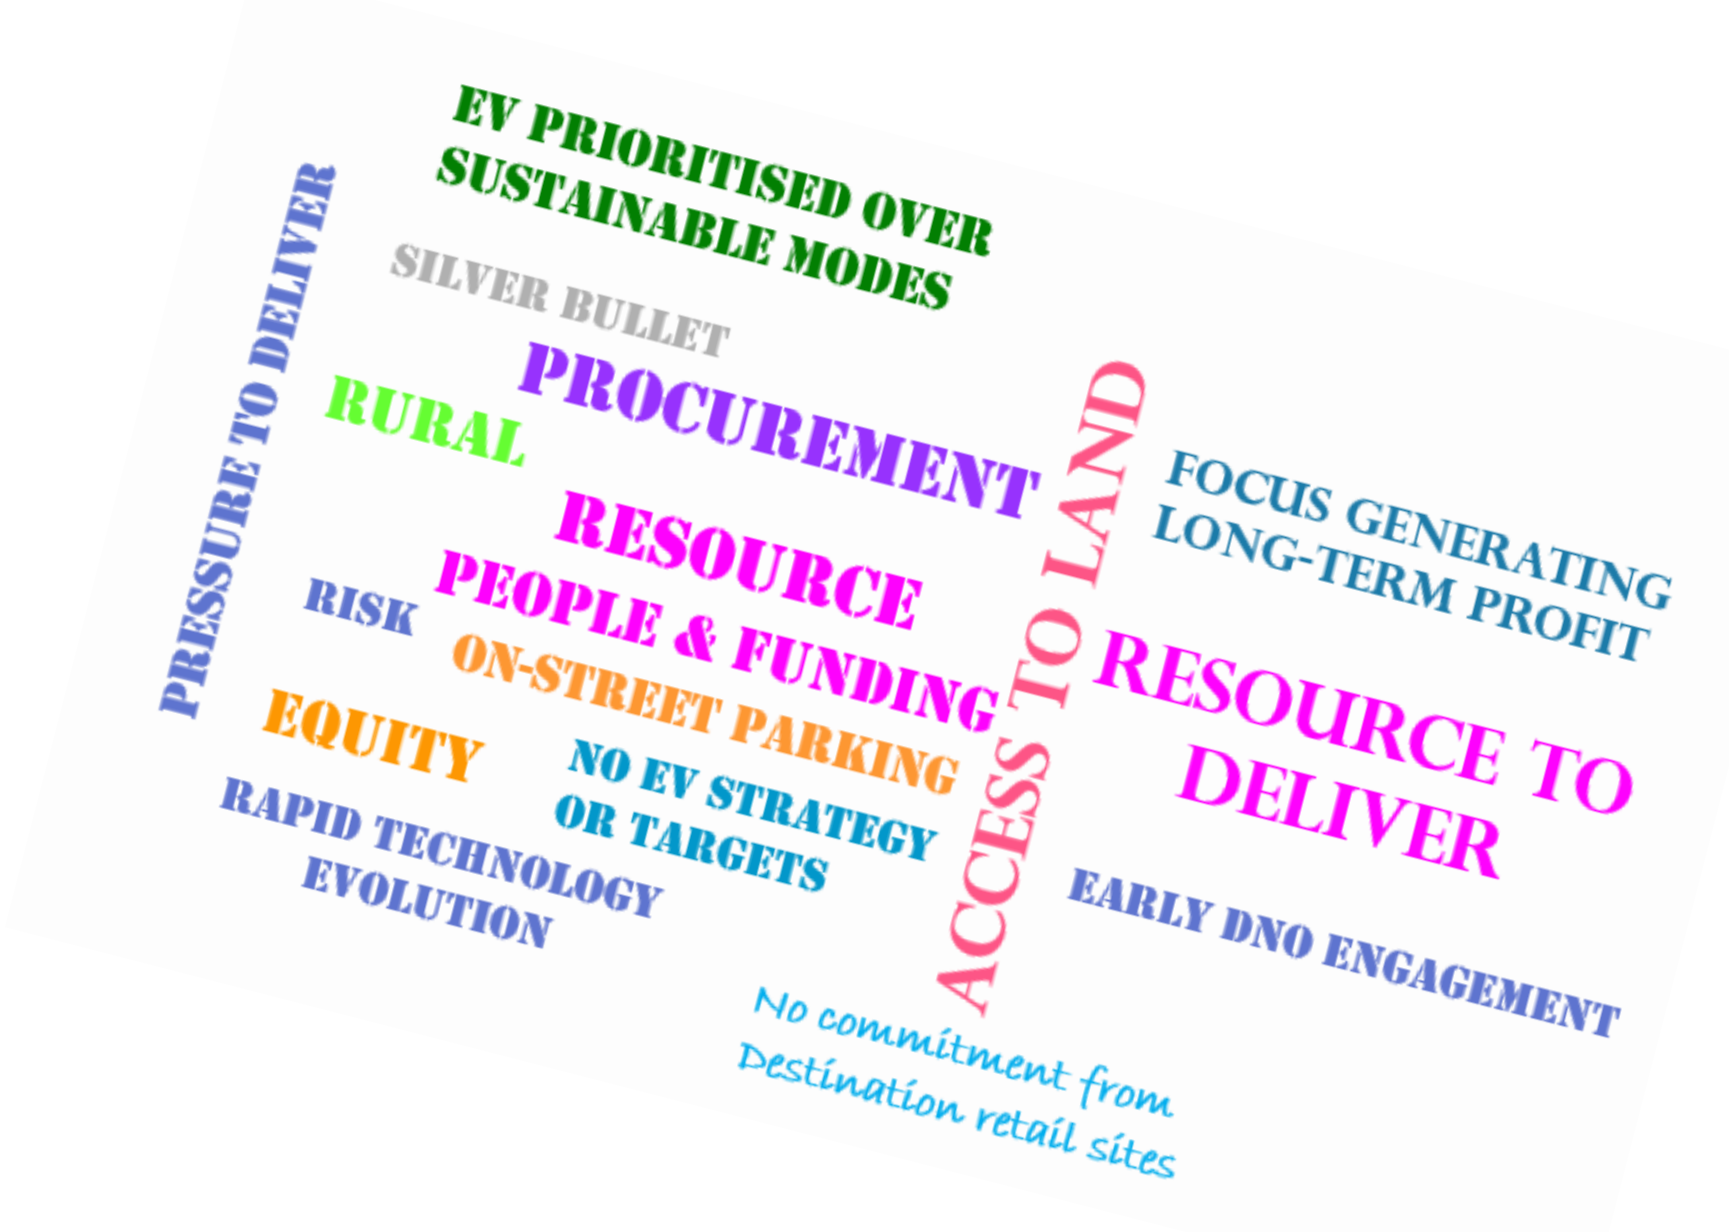 EV PRIORITISED OVER
SUSTAINABLE MODES
PRESSURE TO DELIVER
SILVER BULLET
PROCUREMENT
RURAL
RESOURCE
PEOPLE & FUNDING
RISK
ON-STREET PARKING
EQUITY
NO EV STRATEGY
OR TARGETS
RAPID TECHNOLOGY
EVOLUTION
ACCESS TO LAND
FOCUS GENERATING
LONG-TERM PROFIT
RESOURCE TO
DELIVER
EARLY DNO ENGAGEMENT
No commitment from
Destination retail sites